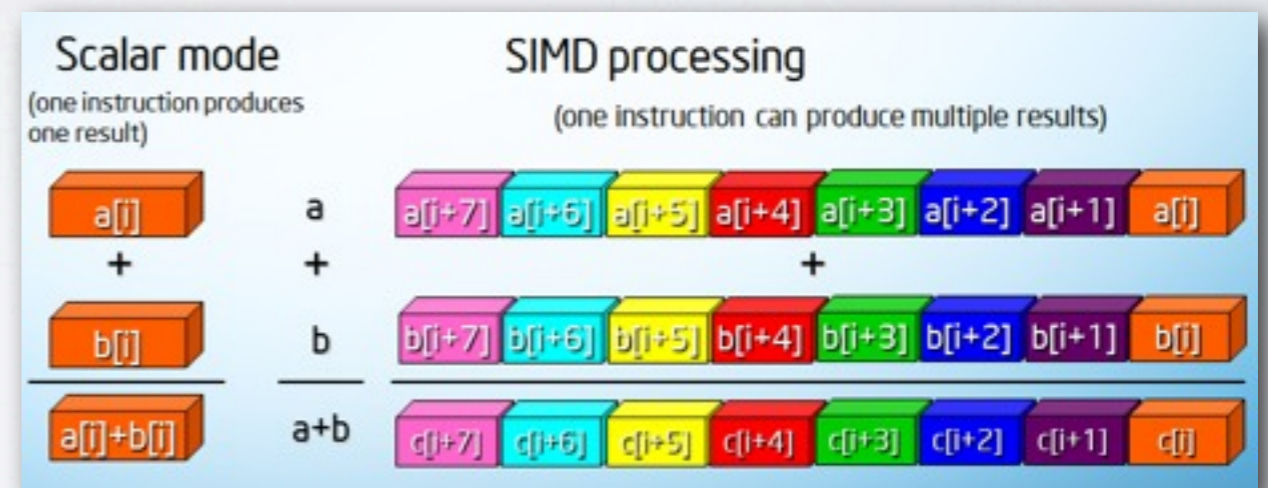 Scalar mode
(one instruction produces
one result)
SIMD processing
(one instruction can produce multiple results)
a[i]
a
a[i+7] a[i+6] a[i+5] a[i+4] a[i+3] a[i+2] a[i+1] a[i]
+
+
+
b[i]
b
b[i+7] b[i+6] b[i+5] b[i+4] b[i+3] b[i+2] b[i+1] b[i]
a[i]+b[i]
a+b
c[i+7] c[i+6] c[i+5] c[i+4] c[i+3] c[i+2] c[i+1] c[i]